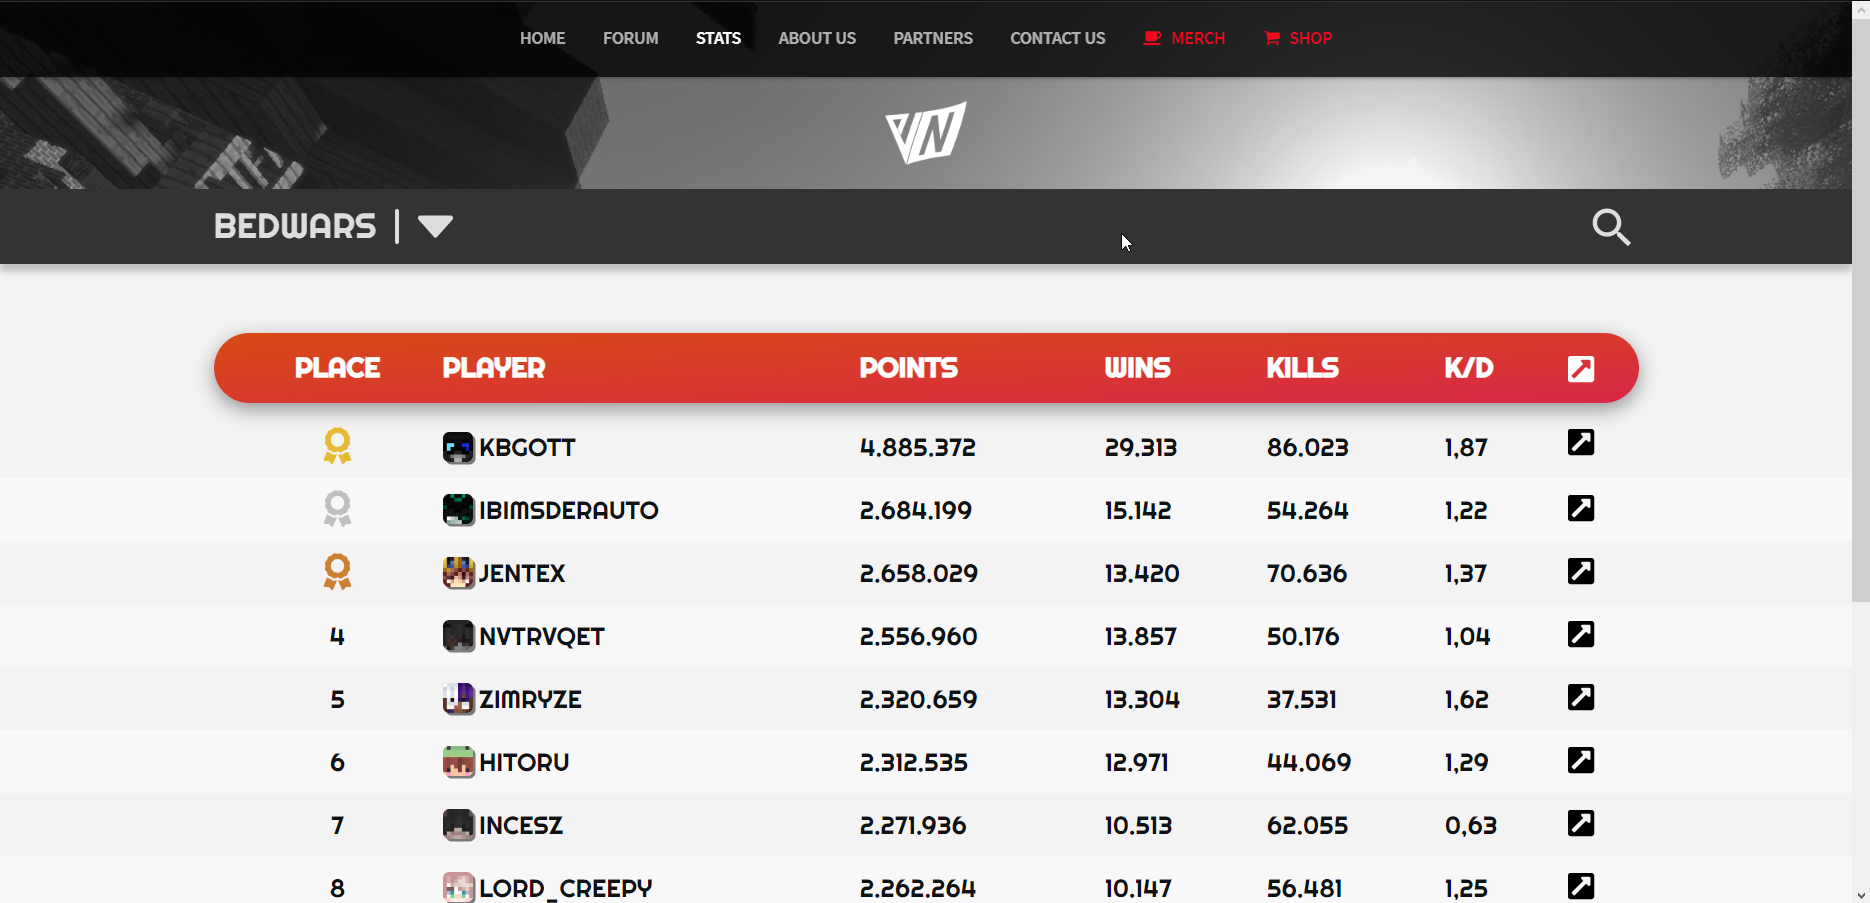 HOME FORUM STATS ABOUT US PARTNERS CONTACT US MERCH SHOP
VN
BEDWARS |
PLACE PLAYER POINTS WINS KILLS K/D
KBGOTT 4.885.372 29.313 86.023 1,87
IBIMSDERAUTO 2.684.199 15.142 54.264 1,22
JENTEX 2.658.029 13.420 70.636 1,37
4 NVTRVQET 2.556.960 13.857 50.176 1,04
5 ZIMRYZE 2.320.659 13.304 37.531 1,62
6 HITORU 2.312.535 12.971 44.069 1,29
7 INCESZ 2.271.936 10.513 62.055 0,63
8 LORD_CREEPY 2.262.264 10.147 56.481 1,25